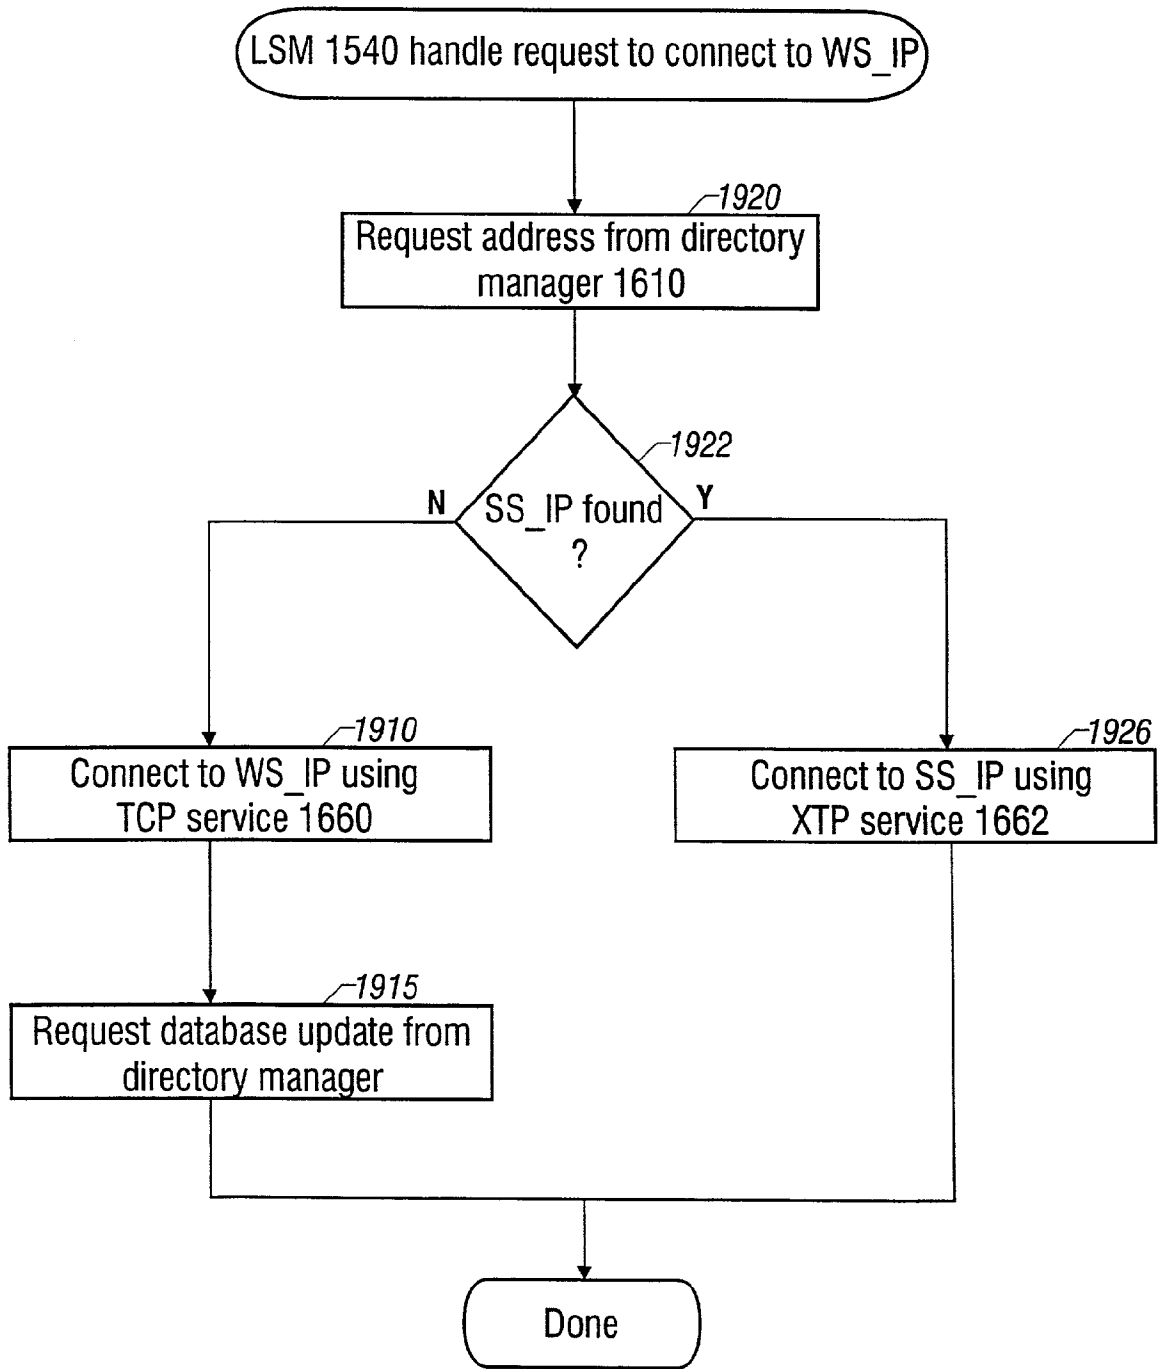 LSM 1540 handle request to connect to WS_IP
1920
Request address from directory
manager 1610
1922
N
SS_IP found
?
Y
1910
Connect to WS_IP using
TCP service 1660
1926
Connect to SS_IP using
XTP service 1662
1915
Request database update from
directory manager
Done